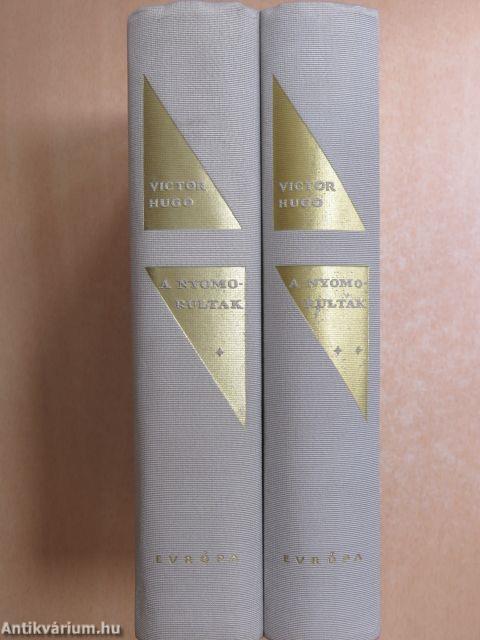 VICTOR
HUGO
A NYOMO-
RULTAK
EVRÓPA
VICTOR
HUGO
A NYOMO-
RULTAK
EVRÓPA
Antikvárium.hu